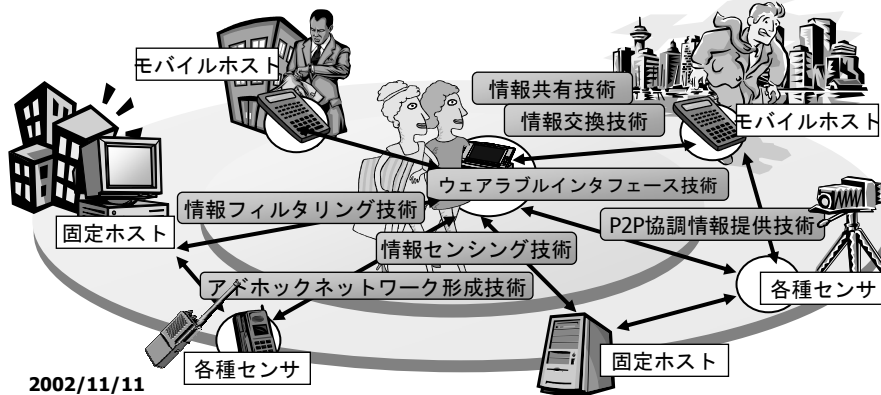 モバイルホスト
情報共有技術
情報交換技術
モバイルホスト
ウェアラブルインタフェース技術
情報フィルタリング技術
P2P協調情報提供技術
固定ホスト
情報センシング技術
アドホックネットワーク形成技術
各種センサ
固定ホスト
各種センサ
2002/11/11